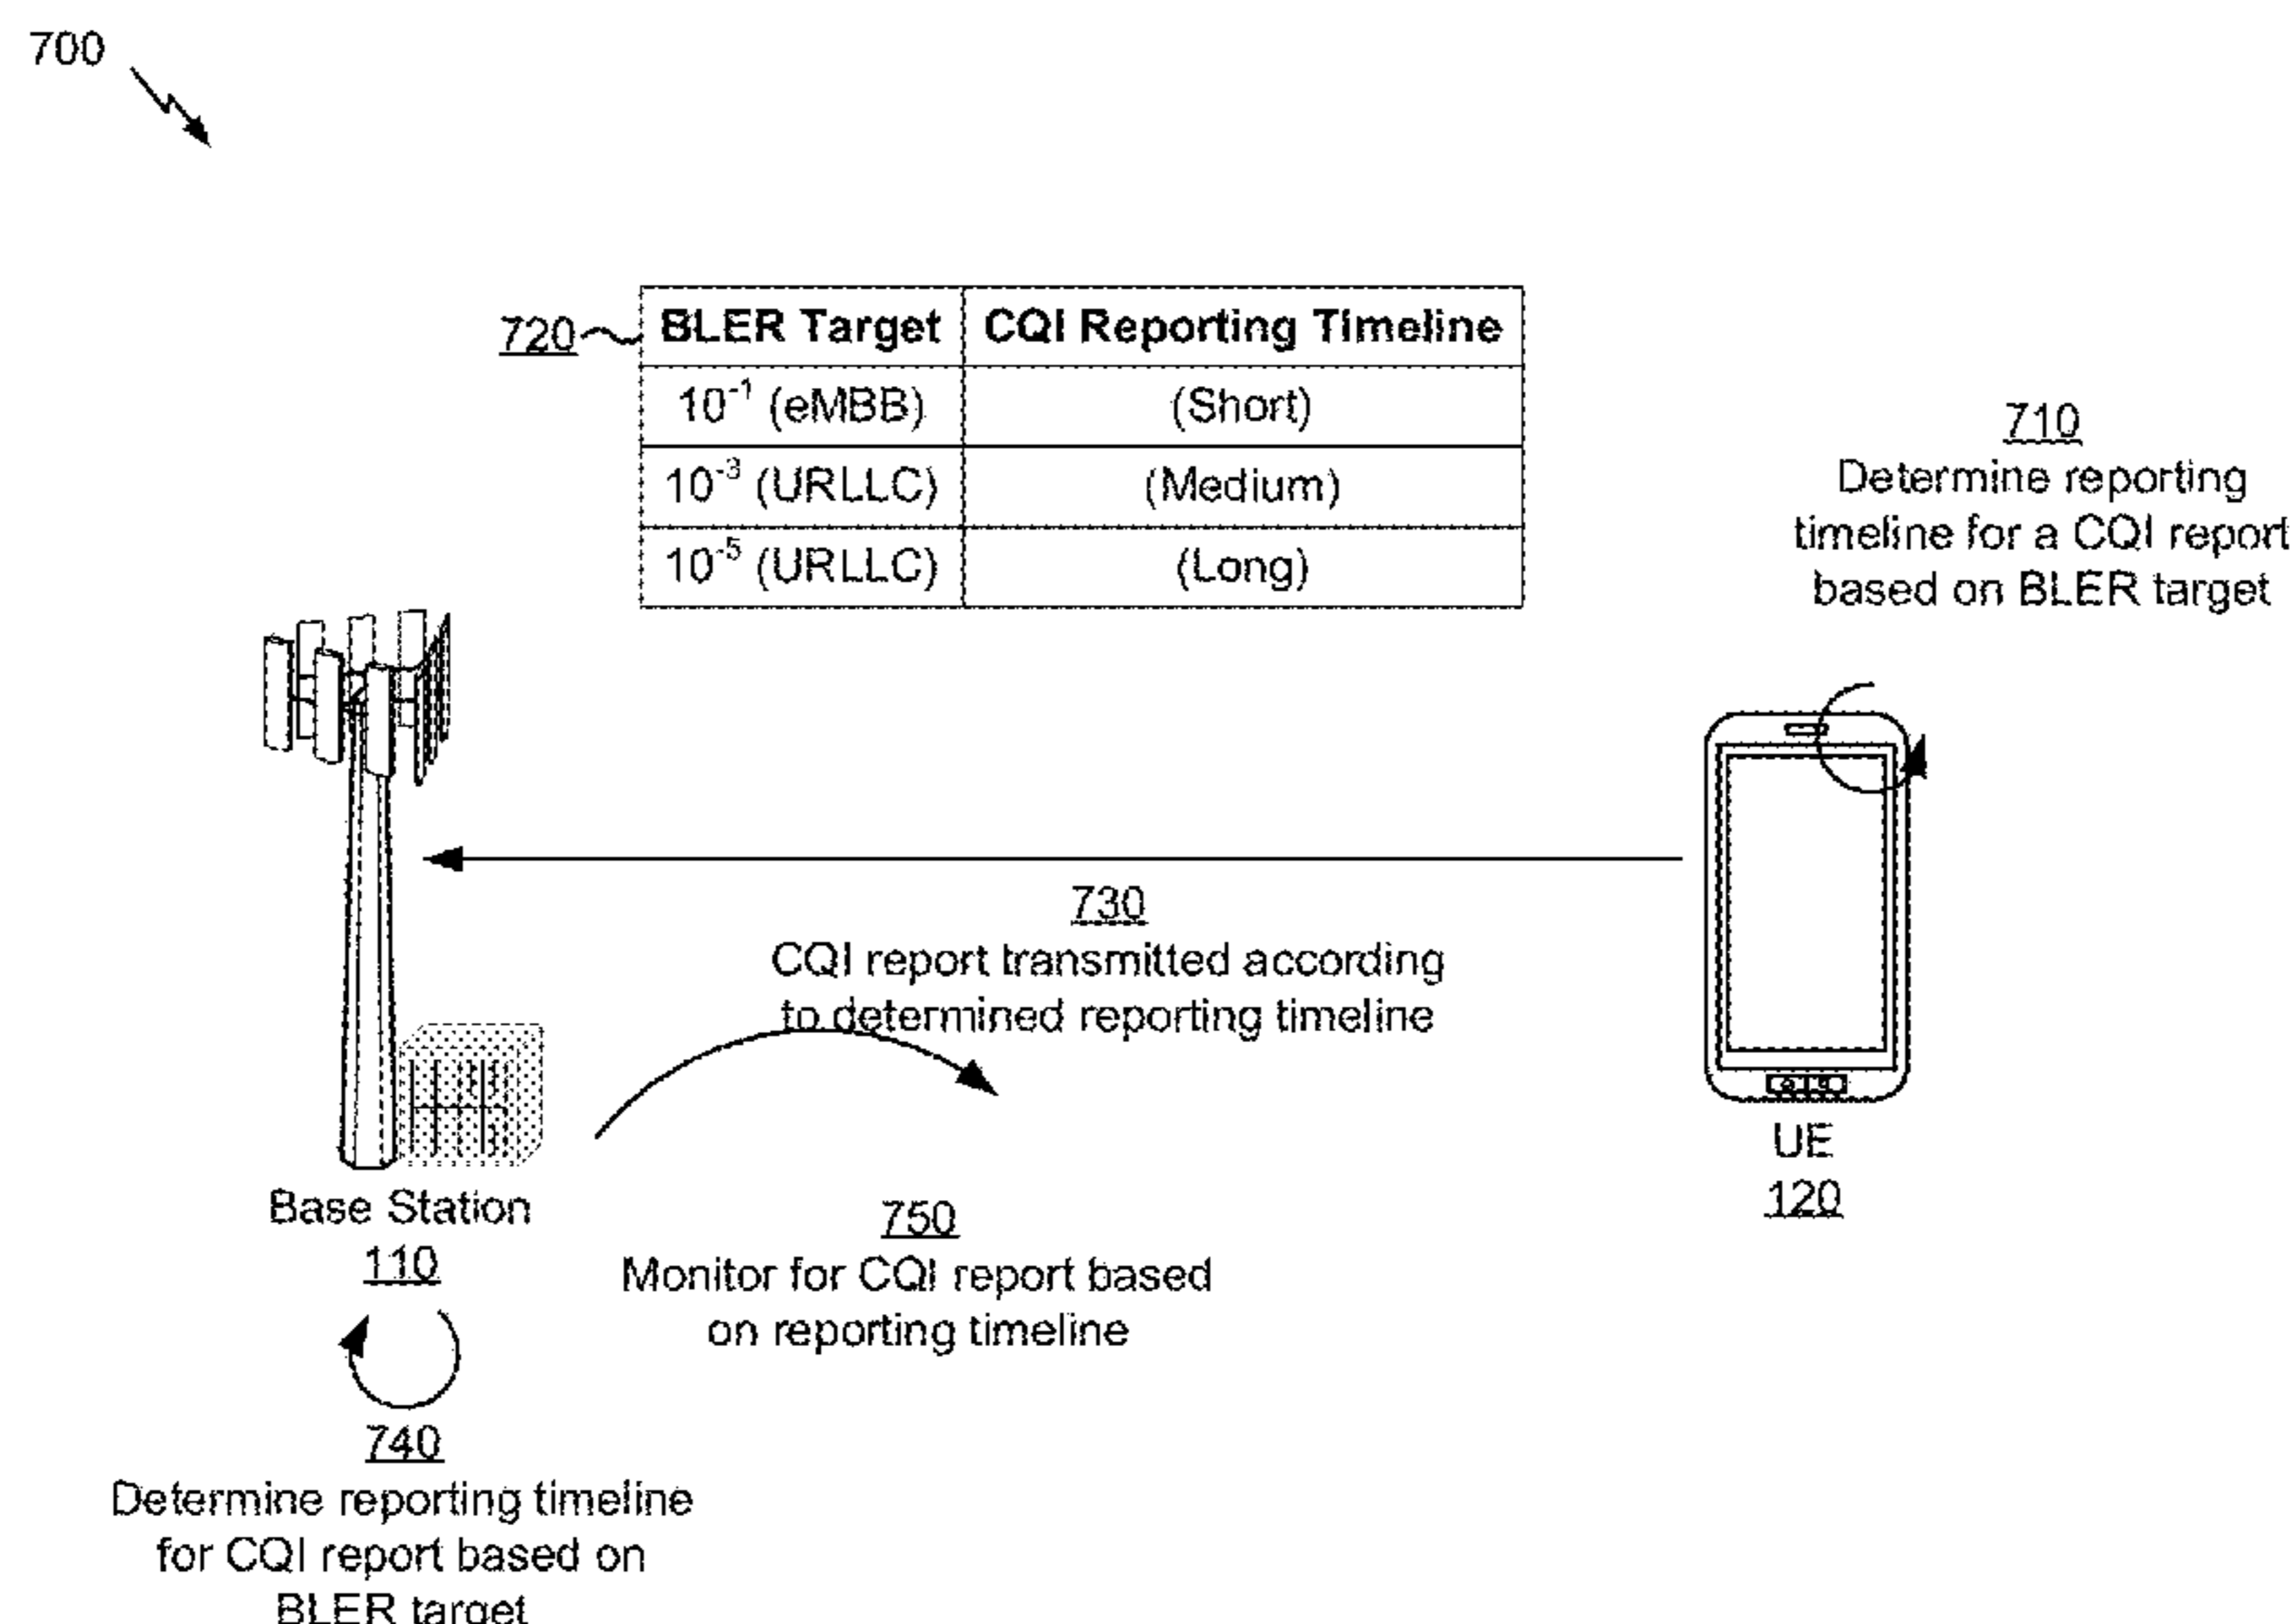 700
720
BLER Target CQI Reporting Timeline
10⁻¹ (eMBB) (Short)
10⁻³ (URLLC) (Medium)
10⁻⁵ (URLLC) (Long)
710
Determine reporting
timeline for a CQI report
based on BLER target
730
CQI report transmitted according
to determined reporting timeline
UE
120
Base Station
110
750
Monitor for CQI report based
on reporting timeline
740
Determine reporting timeline
for CQI report based on
BLER target